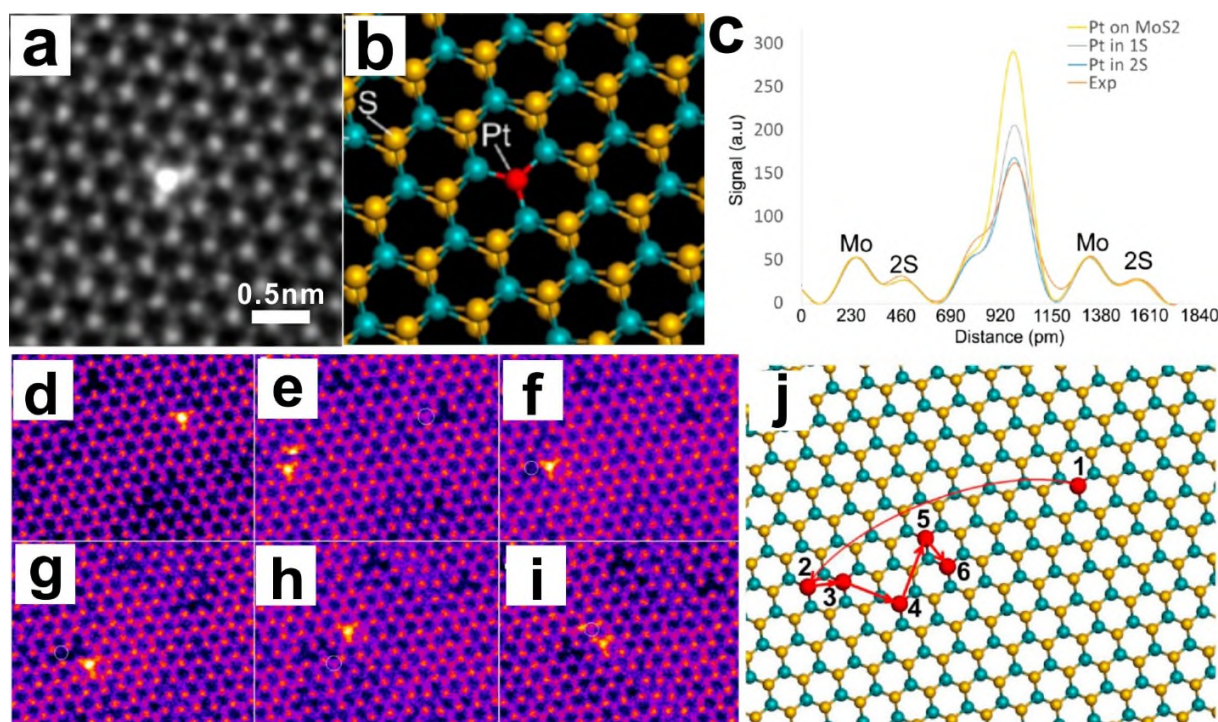 a
0.5nm
b
S
Pt
c
Pt on MoS2
Pt in 1S
Pt in 2S
Exp
Signal (a.u)
300
250
200
150
100
50
0
Mo
2S
Mo
2S
0 230 460 690 920 1150 1380 1610 1840
Distance (pm)
d
e
f
g
h
i
j
1
2
3
4
5
6